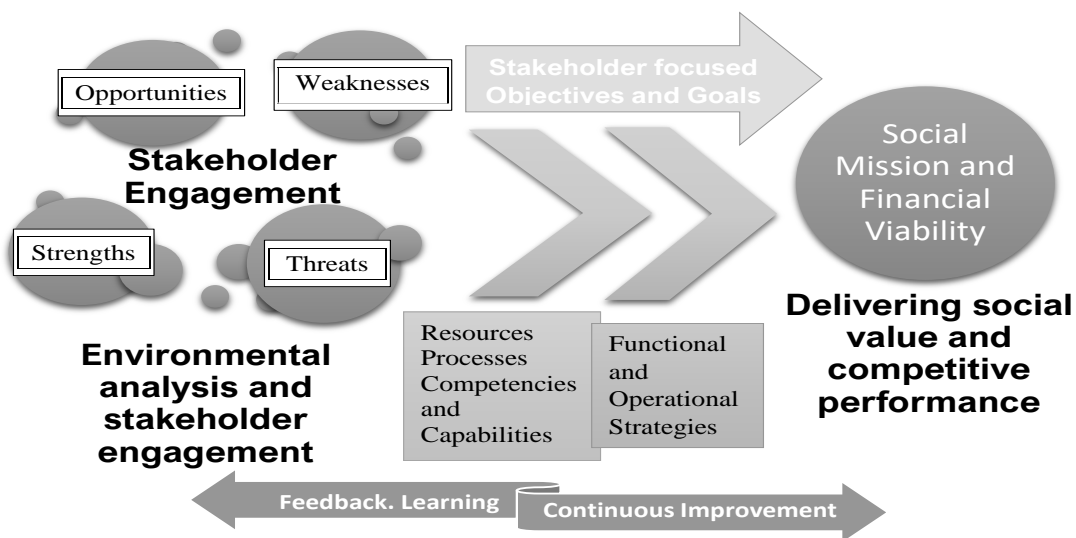 Opportunities
Weaknesses
Stakeholder
Engagement
Strengths
Threats
Environmental
analysis and
stakeholder
engagement
Stakeholder focused
Objectives and Goals
Resources
Processes
Competencies
and
Capabilities
Functional
and
Operational
Strategies
Social
Mission and
Financial
Viability
Delivering social
value and
competitive
performance
Feedback. Learning
Continuous Improvement